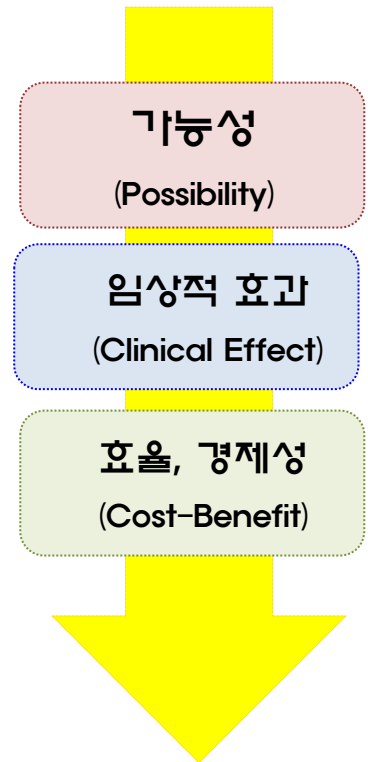 가능성
(Possibility)
임상적 효과
(Clinical Effect)
효율, 경제성
(Cost-Benefit)